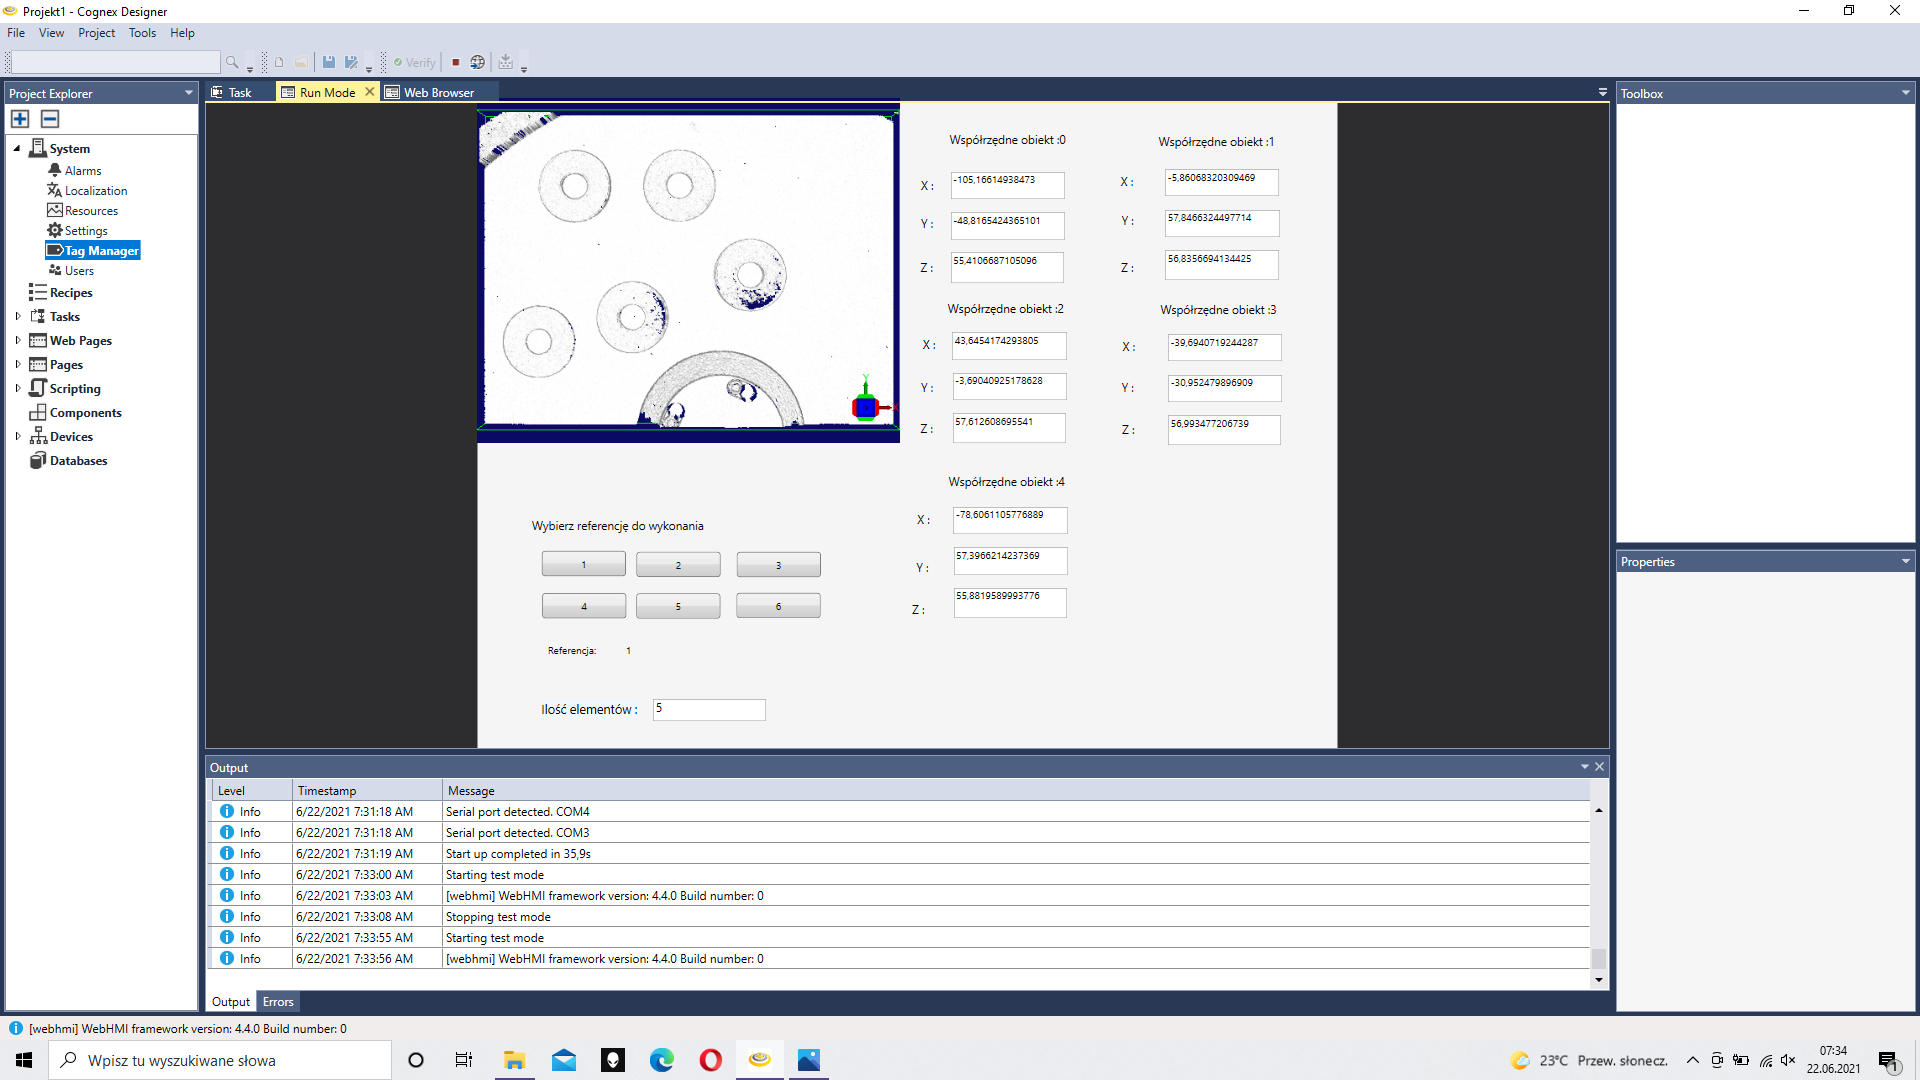 Projekt1 - Cognex Designer
File View Project Tools Help
Verify
Project Explorer
System
Alarms
Localization
Resources
Settings
Tag Manager
Users
Recipes
Tasks
Web Pages
Pages
Scripting
Components
Devices
Databases
Task Run Mode Web Browser
Y
X
Współrzędne obiekt :0
X : -105,16614938473
Y : -48,8165424365101
Z : 55,4106687105096
Współrzędne obiekt :1
X : -5,86068320309469
Y : 57,8466324497714
Z : 56,8356694134425
Współrzędne obiekt :2
X : 43,6454174293805
Y : -3,69040925178628
Z : 57,612608695541
Współrzędne obiekt :3
X : -39,6940719244287
Y : -30,952479896909
Z : 56,993477206739
Współrzędne obiekt :4
X : -78,6061105776889
Y : 57,3966214237369
Z : 55,8819589993776
Wybierz referencję do wykonania
1 2 3
4 5 6
Referencja: 1
Ilość elementów : 5
Toolbox
Properties
Output
Level Timestamp Message
Info 6/22/2021 7:31:18 AM Serial port detected. COM4
Info 6/22/2021 7:31:18 AM Serial port detected. COM3
Info 6/22/2021 7:31:19 AM Start up completed in 35,9s
Info 6/22/2021 7:33:00 AM Starting test mode
Info 6/22/2021 7:33:03 AM [webhmi] WebHMI framework version: 4.4.0 Build number: 0
Info 6/22/2021 7:33:08 AM Stopping test mode
Info 6/22/2021 7:33:55 AM Starting test mode
Info 6/22/2021 7:33:56 AM [webhmi] WebHMI framework version: 4.4.0 Build number: 0
Output Errors
[webhmi] WebHMI framework version: 4.4.0 Build number: 0
Wpisz tu wyszukiwane słowa
23°C Przew. słonecz.
07:34
22.06.2021
1